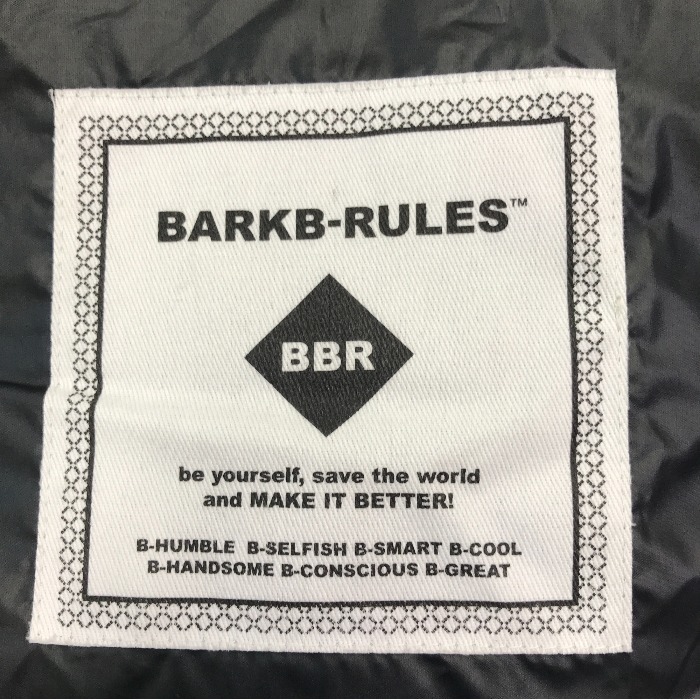 BARKB-RULES™
BBR
be yourself, save the world
and MAKE IT BETTER!
B-HUMBLE B-SELFISH B-SMART B-COOL
B-HANDSOME B-CONSCIOUS B-GREAT